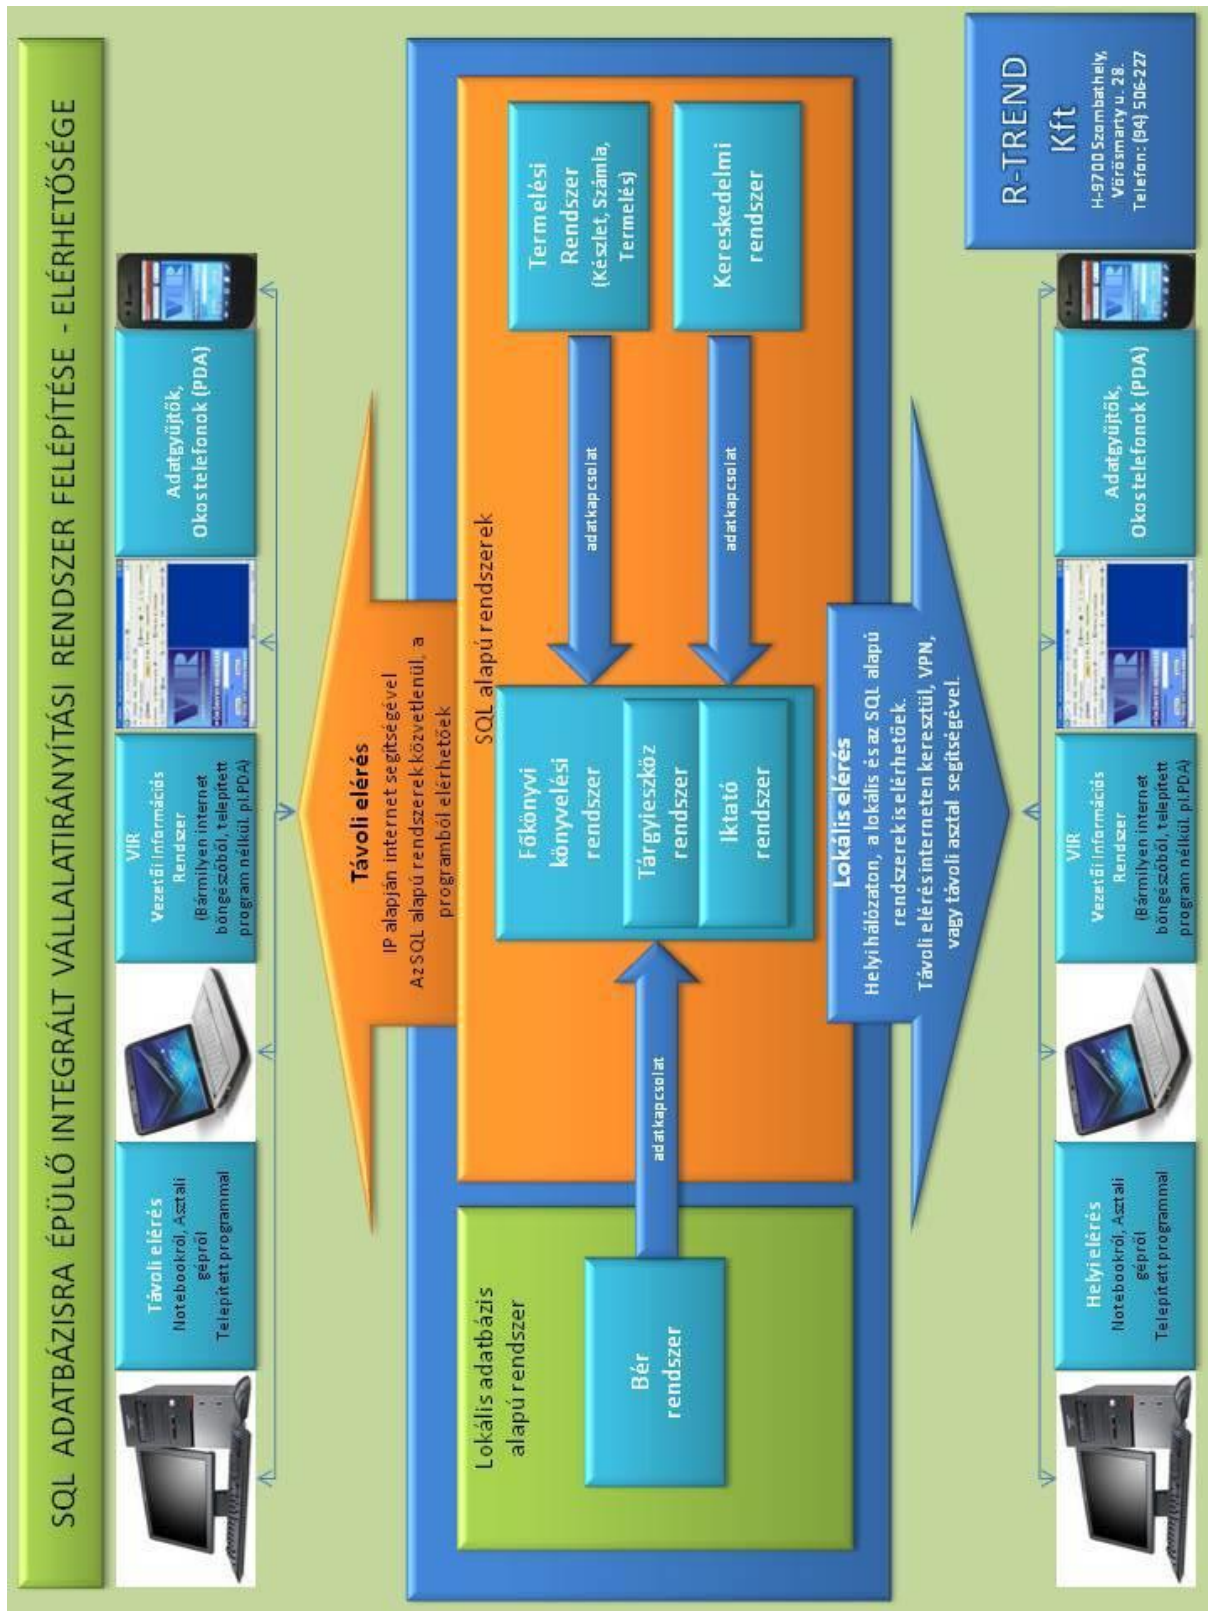 SQL ADATBÁZISRA ÉPÜLŐ INTEGRÁLT VÁLLALATIRÁNYÍTÁSI RENDSZER FELÉPÍTÉSE - ELÉRHETŐSÉGE
Távoli elérés
Notebookról, Asztali
gépről
Telepített programmal
VIR
Vezetői Információs
Rendszer
(Bármilyen internet
böngészőból, telepített
program nélkül. pl.PDA)
VIR
Adatgyűjtők,
Okostelefonok (PDA)
VIR
Távoli elérés
IP alapján internet segítségével
Az SQL alapú rendszerek közvetlenül, a
programból elérhetőek
Lokális adatbázis
alapú rendszer
Bér
rendszer
adatkapcsolat
SQL alapú rendszerek
Főkönyvi
könyvelési
rendszer
Tárgyieszköz
rendszer
Iktató
rendszer
adatkapcsolat
adatkapcsolat
Termelési
Rendszer
(Készlet, Számla,
Termelés)
Kereskedelmi
rendszer
Lokális elérés
Helyi hálózaton, a lokális és az SQL alapú
rendszerek is elérhetőek.
Távoli elérés interneten keresztül, VPN,
vagy távoli asztal segítségével.
Helyi elérés
Notebookról, Asztali
gépről
Telepített programmal
VIR
Vezetői Információs
Rendszer
(Bármilyen internet
böngészőból, telepített
program nélkül. pl.PDA)
VIR
Adatgyűjtők,
Okostelefonok (PDA)
VIR
R-TREND
Kft
H-9700 Szombathely,
Vörösmarty u. 28.
Telefon: (94) 506-227